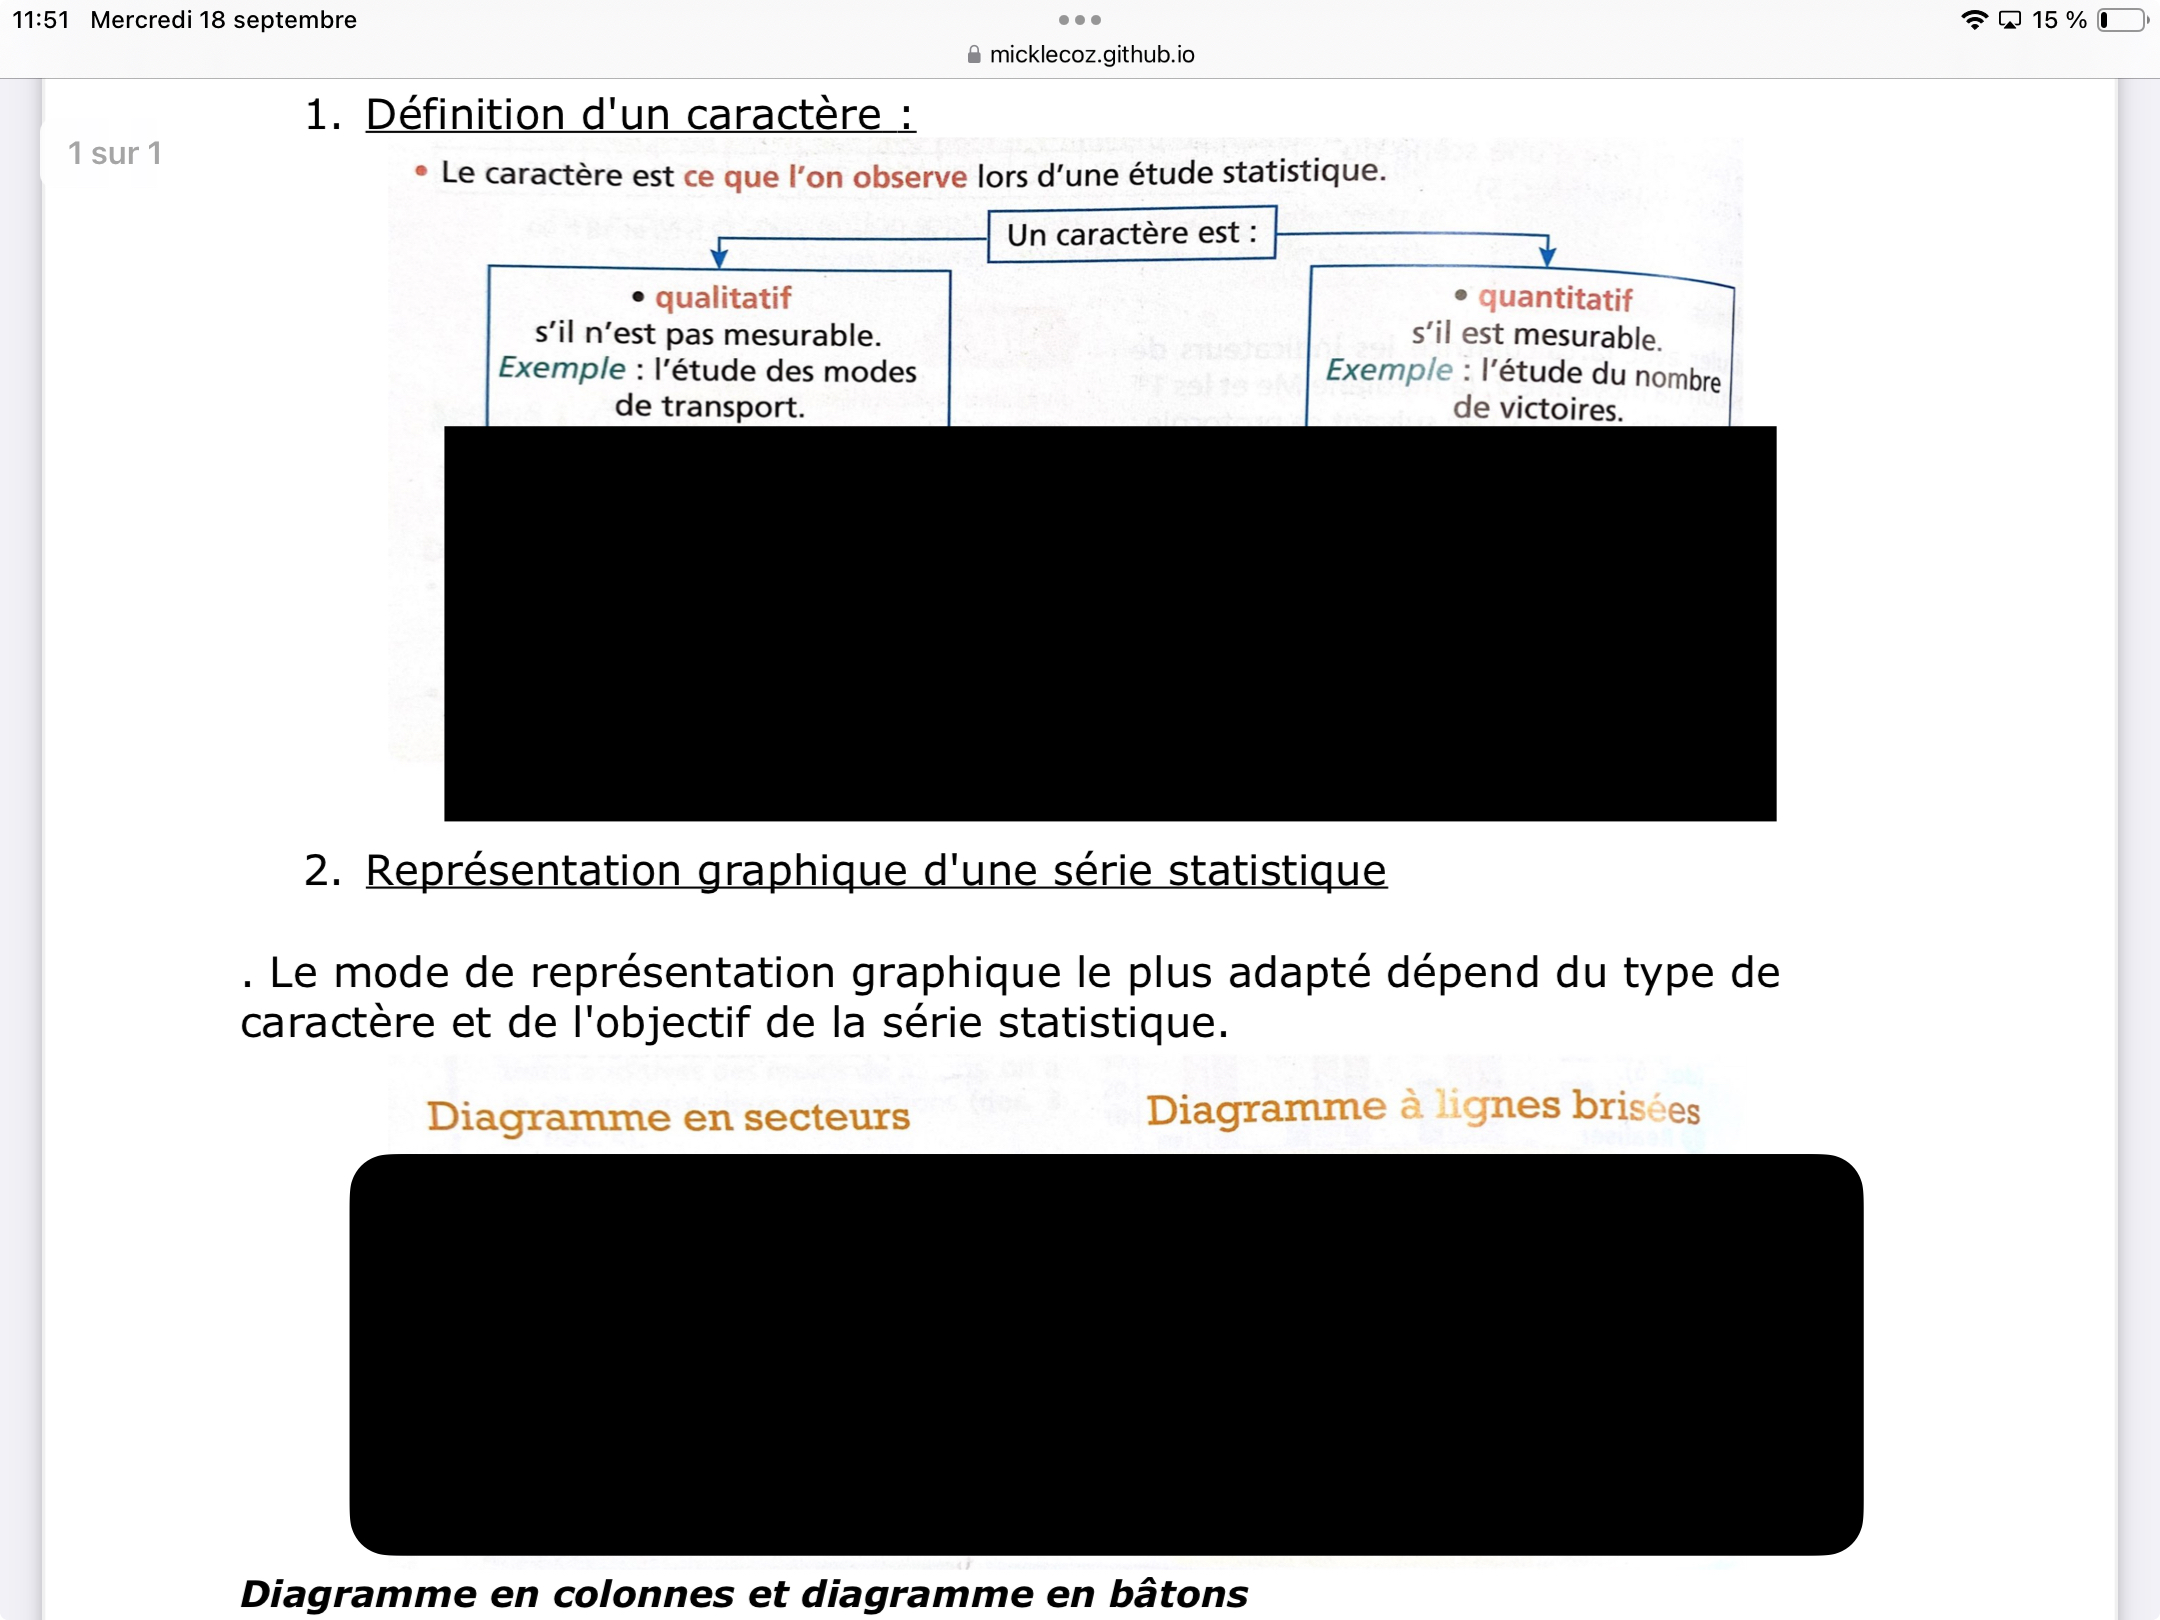 11:51 Mercredi 18 septembre
15 %
micklecoz.github.io
1. Définition d'un caractère :
1 sur 1
• Le caractère est ce que l'on observe lors d'une étude statistique.
Un caractère est :
• qualitatif
s'il n'est pas mesurable.
Exemple : l'étude des modes
de transport.
• quantitatif
s'il est mesurable.
Exemple : l'étude du nombre
de victoires.
2. Représentation graphique d'une série statistique
. Le mode de représentation graphique le plus adapté dépend du type de
caractère et de l'objectif de la série statistique.
Diagramme en secteurs
Diagramme à lignes brisées
Diagramme en colonnes et diagramme en bâtons